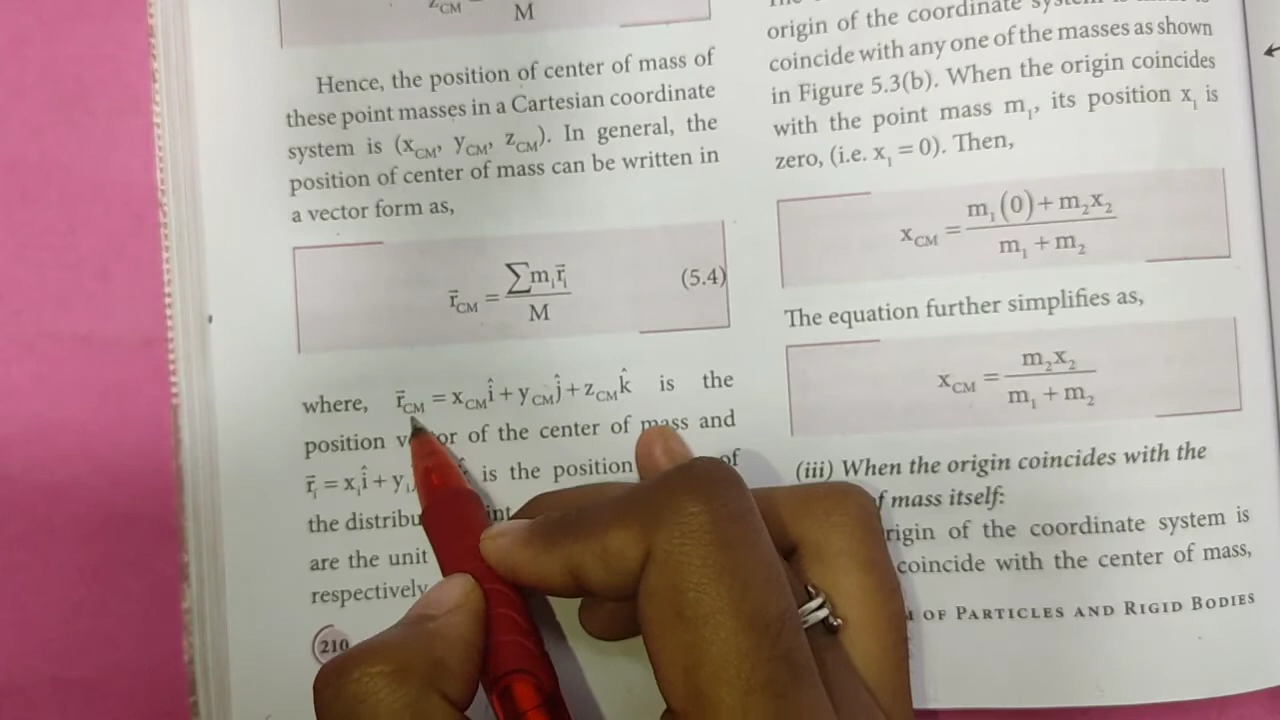 z_CM =
M
Hence, the position of center of mass of
these point masses in a Cartesian coordinate
system is (x_CM, y_CM, z_CM). In general, the
position of center of mass can be written in
a vector form as,
r⃗_CM = ∑m_i r⃗_i / M (5.4)
where, r⃗_CM = x_CM î + y_CM ĵ + z_CM k̂ is the
position vector of the center of mass and
r⃗_i = x_i î + y_i is the position of
the distribu int
are the unit
respectively
210
origin of the coordinate
coincide with any one of the masses as shown
in Figure 5.3(b). When the origin coincides
with the point mass m₁, its position x₁ is
zero, (i.e. x₁ = 0). Then,
x_CM = m₁(0) + m₂x₂ / m₁ + m₂
The equation further simplifies as,
x_CM = m₂x₂ / m₁ + m₂
(iii) When the origin coincides with the
f mass itself:
rigin of the coordinate system is
coincide with the center of mass,
OF PARTICLES AND RIGID BODIES